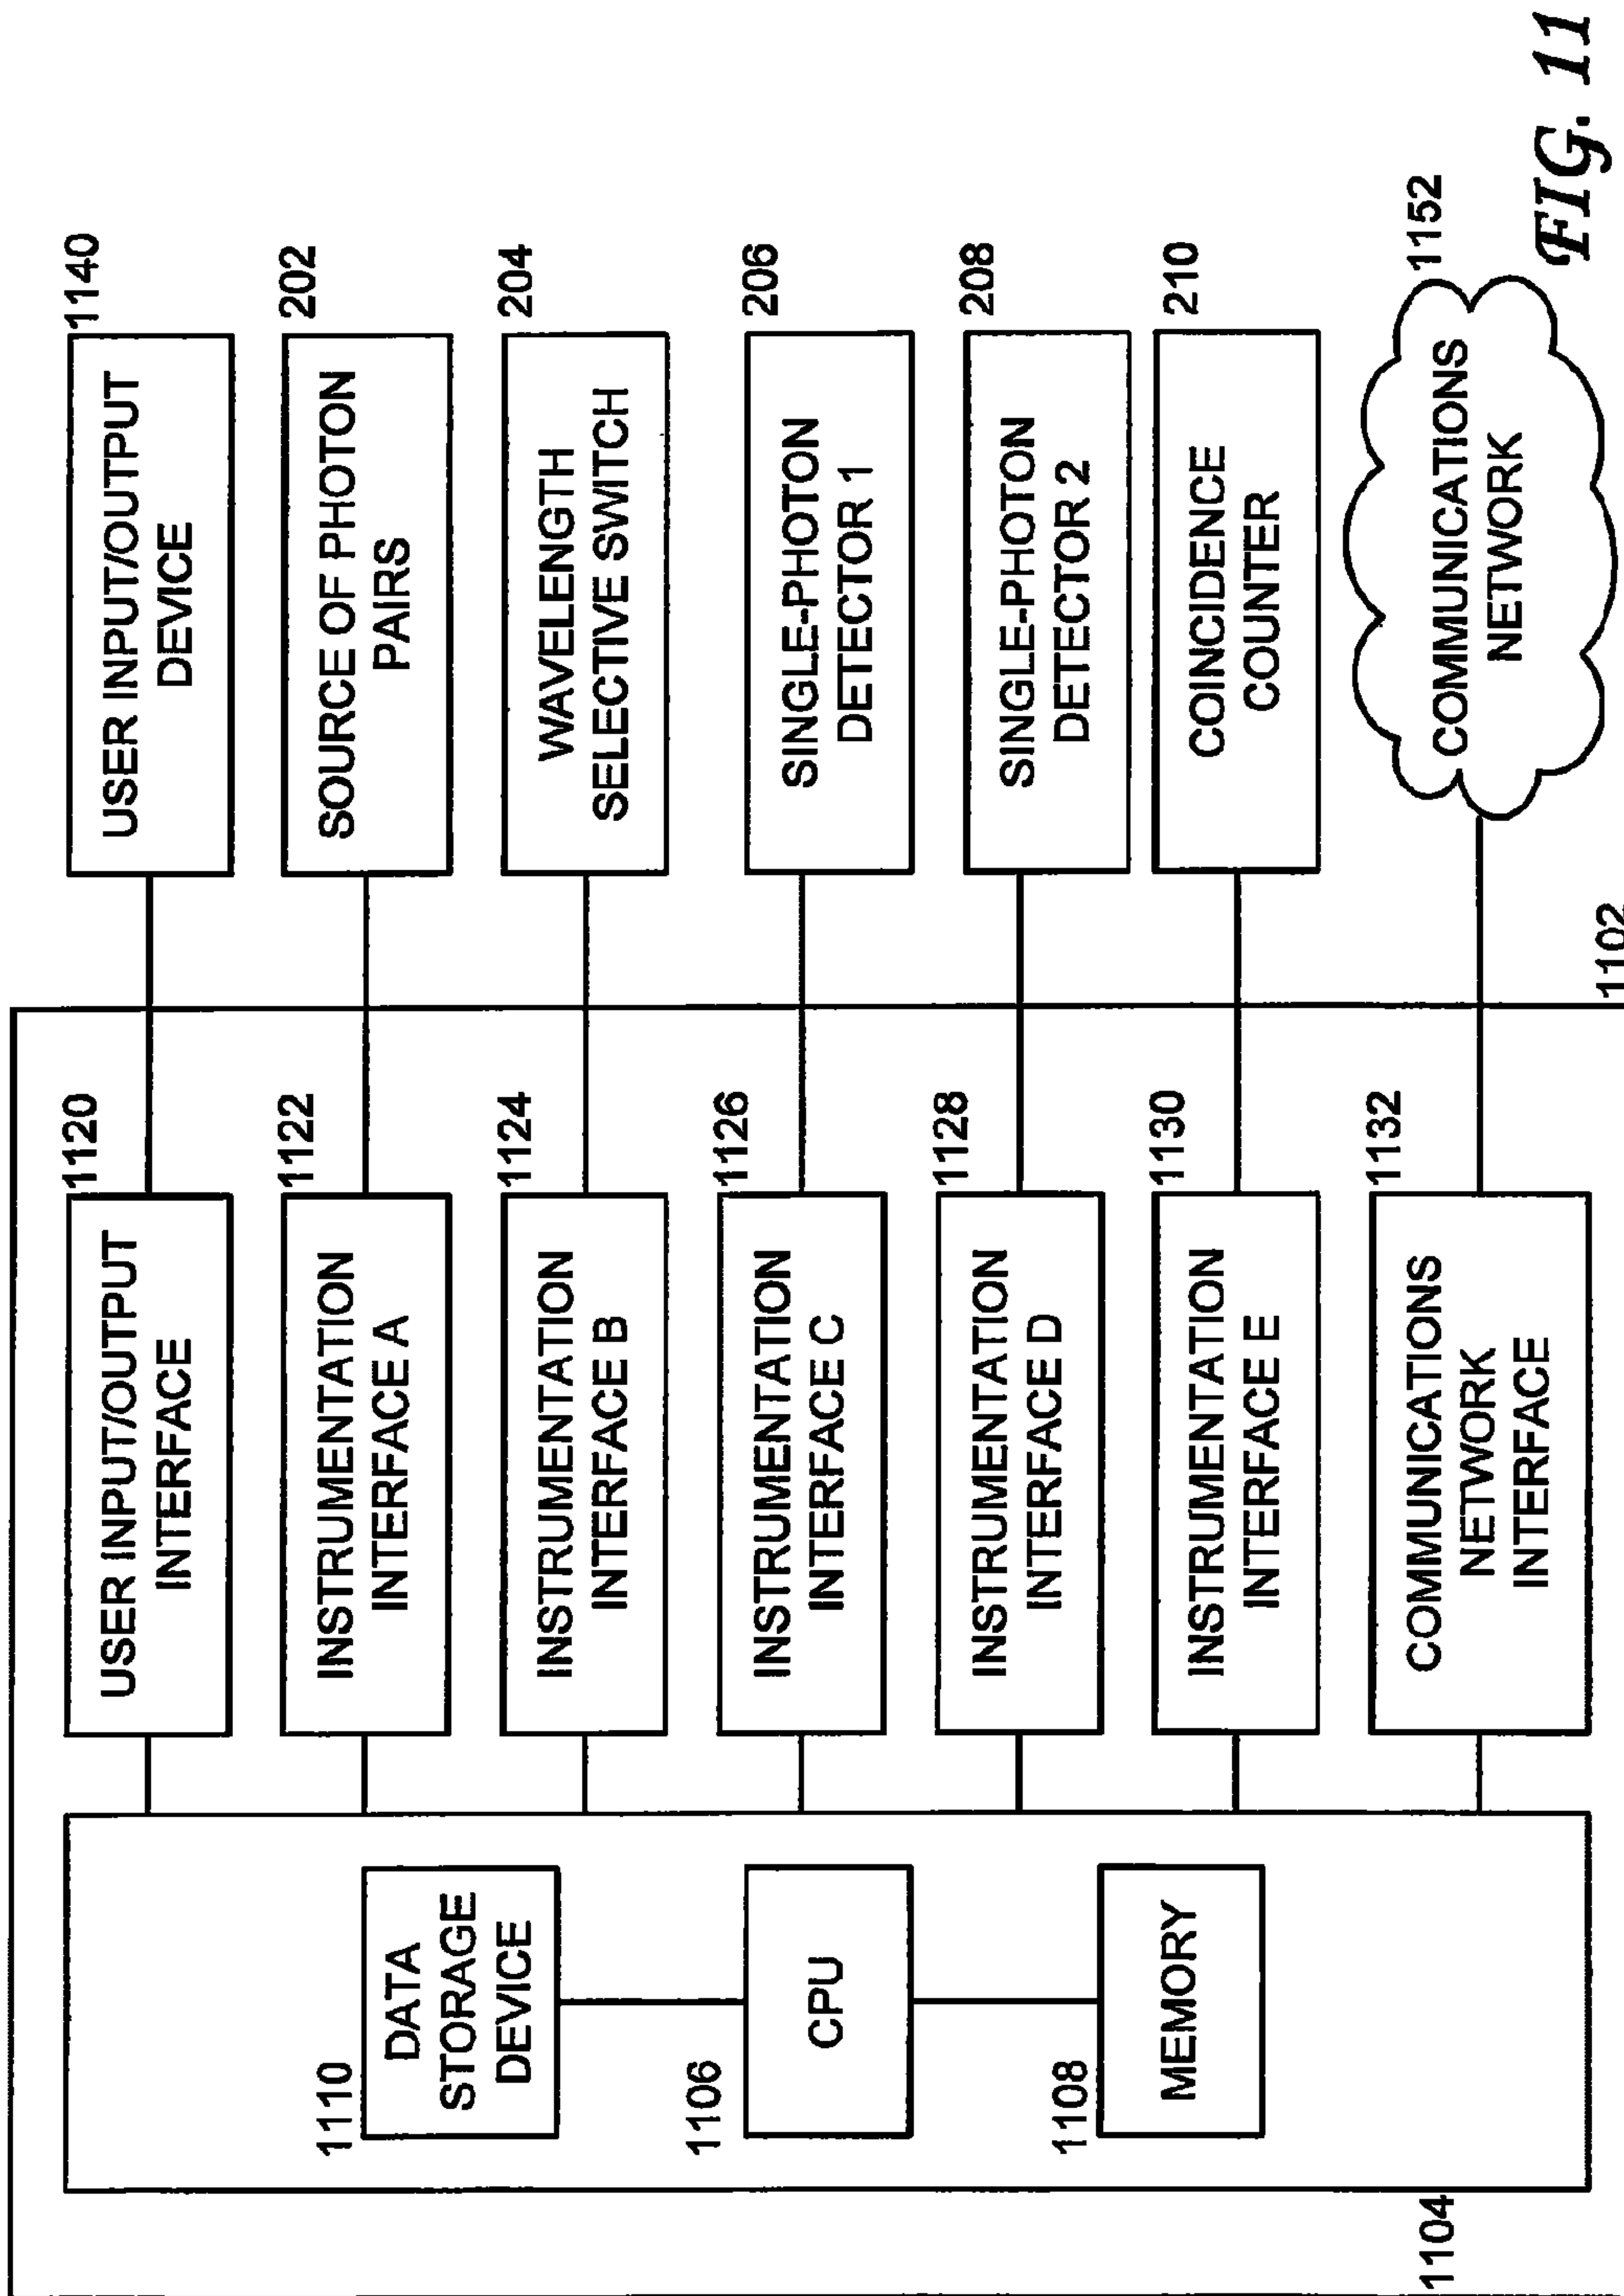 1110
DATA
STORAGE
DEVICE
1106
CPU
1108
MEMORY
1104
1120
USER INPUT/OUTPUT
INTERFACE
1122
INSTRUMENTATION
INTERFACE A
1124
INSTRUMENTATION
INTERFACE B
1126
INSTRUMENTATION
INTERFACE C
1128
INSTRUMENTATION
INTERFACE D
1130
INSTRUMENTATION
INTERFACE E
1132
COMMUNICATIONS
NETWORK
INTERFACE
1102
1140
USER INPUT/OUTPUT
DEVICE
202
SOURCE OF PHOTON
PAIRS
204
WAVELENGTH
SELECTIVE SWITCH
206
SINGLE-PHOTON
DETECTOR 1
208
SINGLE-PHOTON
DETECTOR 2
210
COINCIDENCE
COUNTER
1152
COMMUNICATIONS
NETWORK
FIG. 11